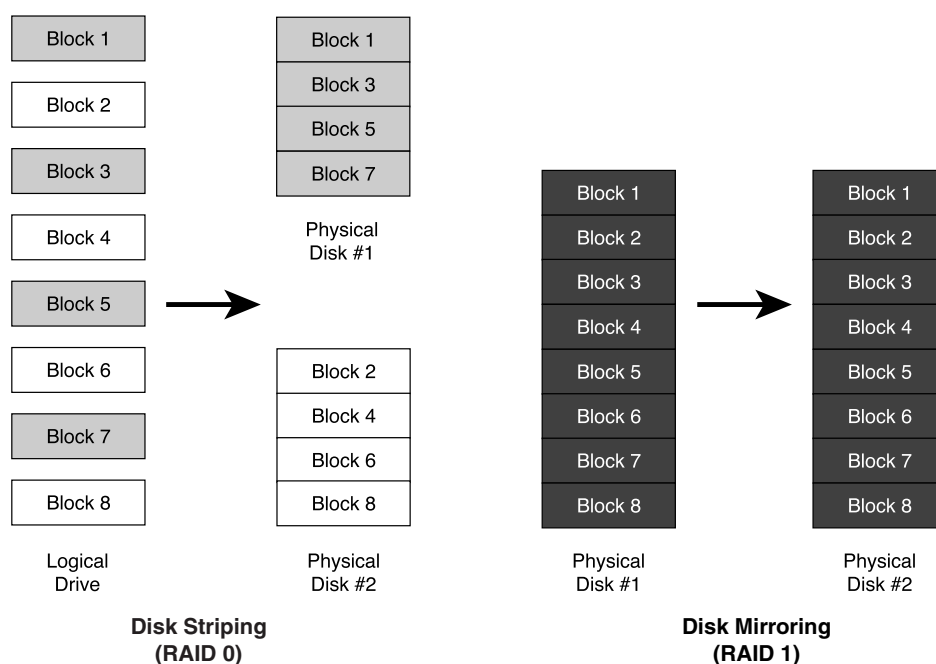 Block 1
Block 2
Block 3
Block 4
Block 5
Block 6
Block 7
Block 8
Logical
Drive
Block 1
Block 3
Block 5
Block 7
Physical
Disk #1
Block 2
Block 4
Block 6
Block 8
Physical
Disk #2
Disk Striping
(RAID 0)
Block 1
Block 2
Block 3
Block 4
Block 5
Block 6
Block 7
Block 8
Physical
Disk #1
Block 1
Block 2
Block 3
Block 4
Block 5
Block 6
Block 7
Block 8
Physical
Disk #2
Disk Mirroring
(RAID 1)